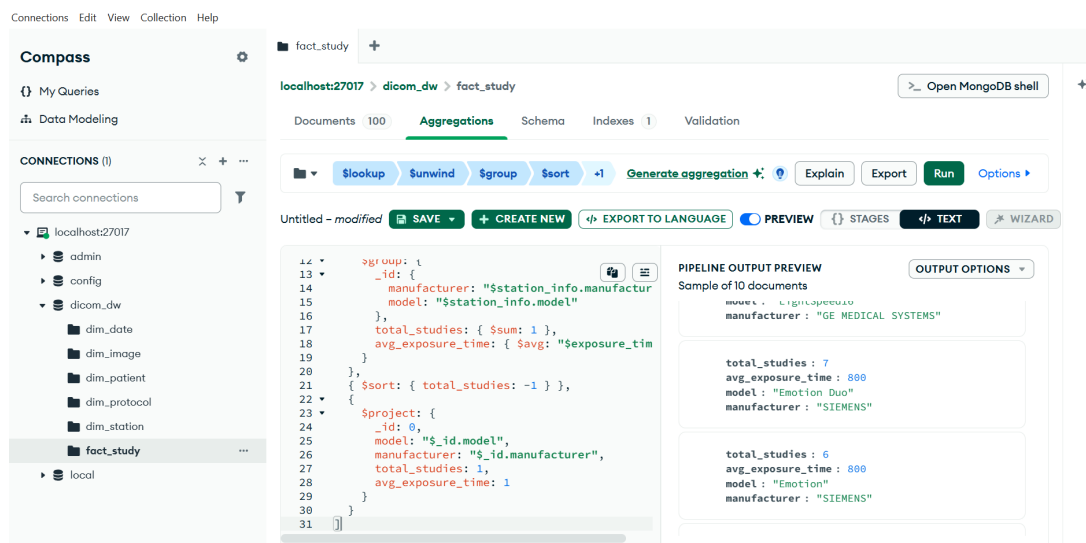 Connections Edit View Collection Help
Compass
My Queries
Data Modeling
CONNECTIONS (1)
Search connections
localhost:27017
admin
config
dicom_dw
dim_date
dim_image
dim_patient
dim_protocol
dim_station
fact_study
local
fact_study
localhost:27017 > dicom_dw > fact_study
>_ Open MongoDB shell
Documents 100 Aggregations Schema Indexes 1 Validation
$lookup $unwind $group $sort +1 Generate aggregation Explain Export Run Options
Untitled – modified SAVE + CREATE NEW </> EXPORT TO LANGUAGE PREVIEW {} STAGES </> TEXT WIZARD
12 $group: {
13 _id: {
14 manufacturer: "$station_info.manufactur
15 model: "$station_info.model"
16 },
17 total_studies: { $sum: 1 },
18 avg_exposure_time: { $avg: "$exposure_tim
19 }
20 },
21 { $sort: { total_studies: -1 } },
22 {
23 $project: {
24 _id: 0,
25 model: "$_id.model",
26 manufacturer: "$_id.manufacturer",
27 total_studies: 1,
28 avg_exposure_time: 1
29 }
30 }
31 ]
PIPELINE OUTPUT PREVIEW
Sample of 10 documents
OUTPUT OPTIONS
model : "LightSpeed16"
manufacturer : "GE MEDICAL SYSTEMS"
total_studies : 7
avg_exposure_time : 800
model : "Emotion Duo"
manufacturer : "SIEMENS"
total_studies : 6
avg_exposure_time : 800
model : "Emotion"
manufacturer : "SIEMENS"